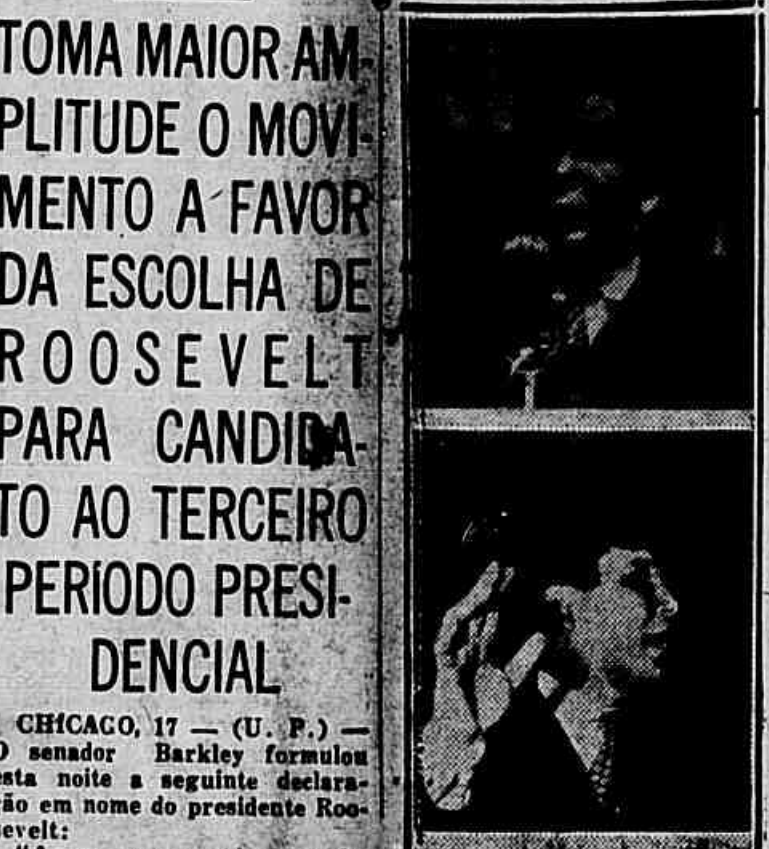 TOMA MAIOR AM-
PLITUDE O MOVI-
MENTO A FAVOR
DA ESCOLHA DE
ROOSEVELT
PARA CANDIDA-
TO AO TERCEIRO
PERIODO PRESI-
DENCIAL
CHICAGO, 17 — (U. P.) —
O senador Barkley formulou
esta noite a seguinte declara-
ção em nome do presidente Roo-
sevelt: